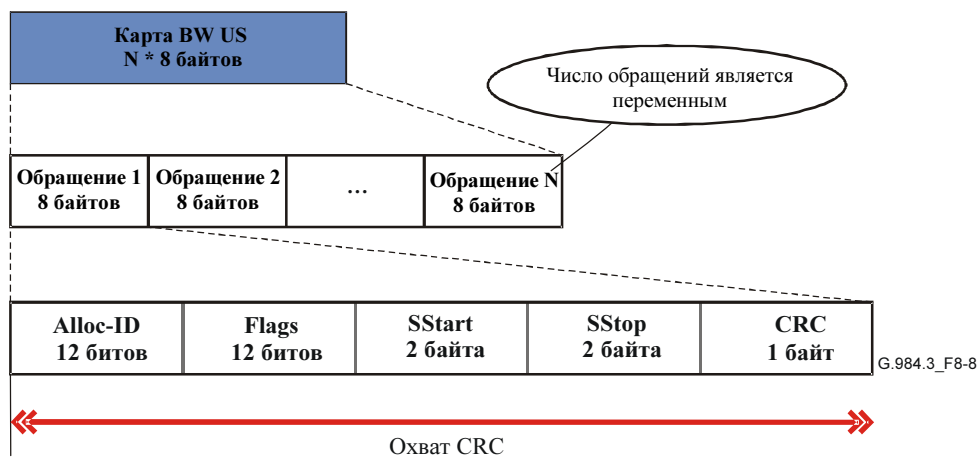 Карта BW US
N * 8 байтов
Число обращений является
переменным
Обращение 1
8 байтов
Обращение 2
8 байтов
…
Обращение N
8 байтов
Alloc-ID
12 битов
Flags
12 битов
SStart
2 байта
SStop
2 байта
CRC
1 байт
G.984.3_F8-8
Охват CRC